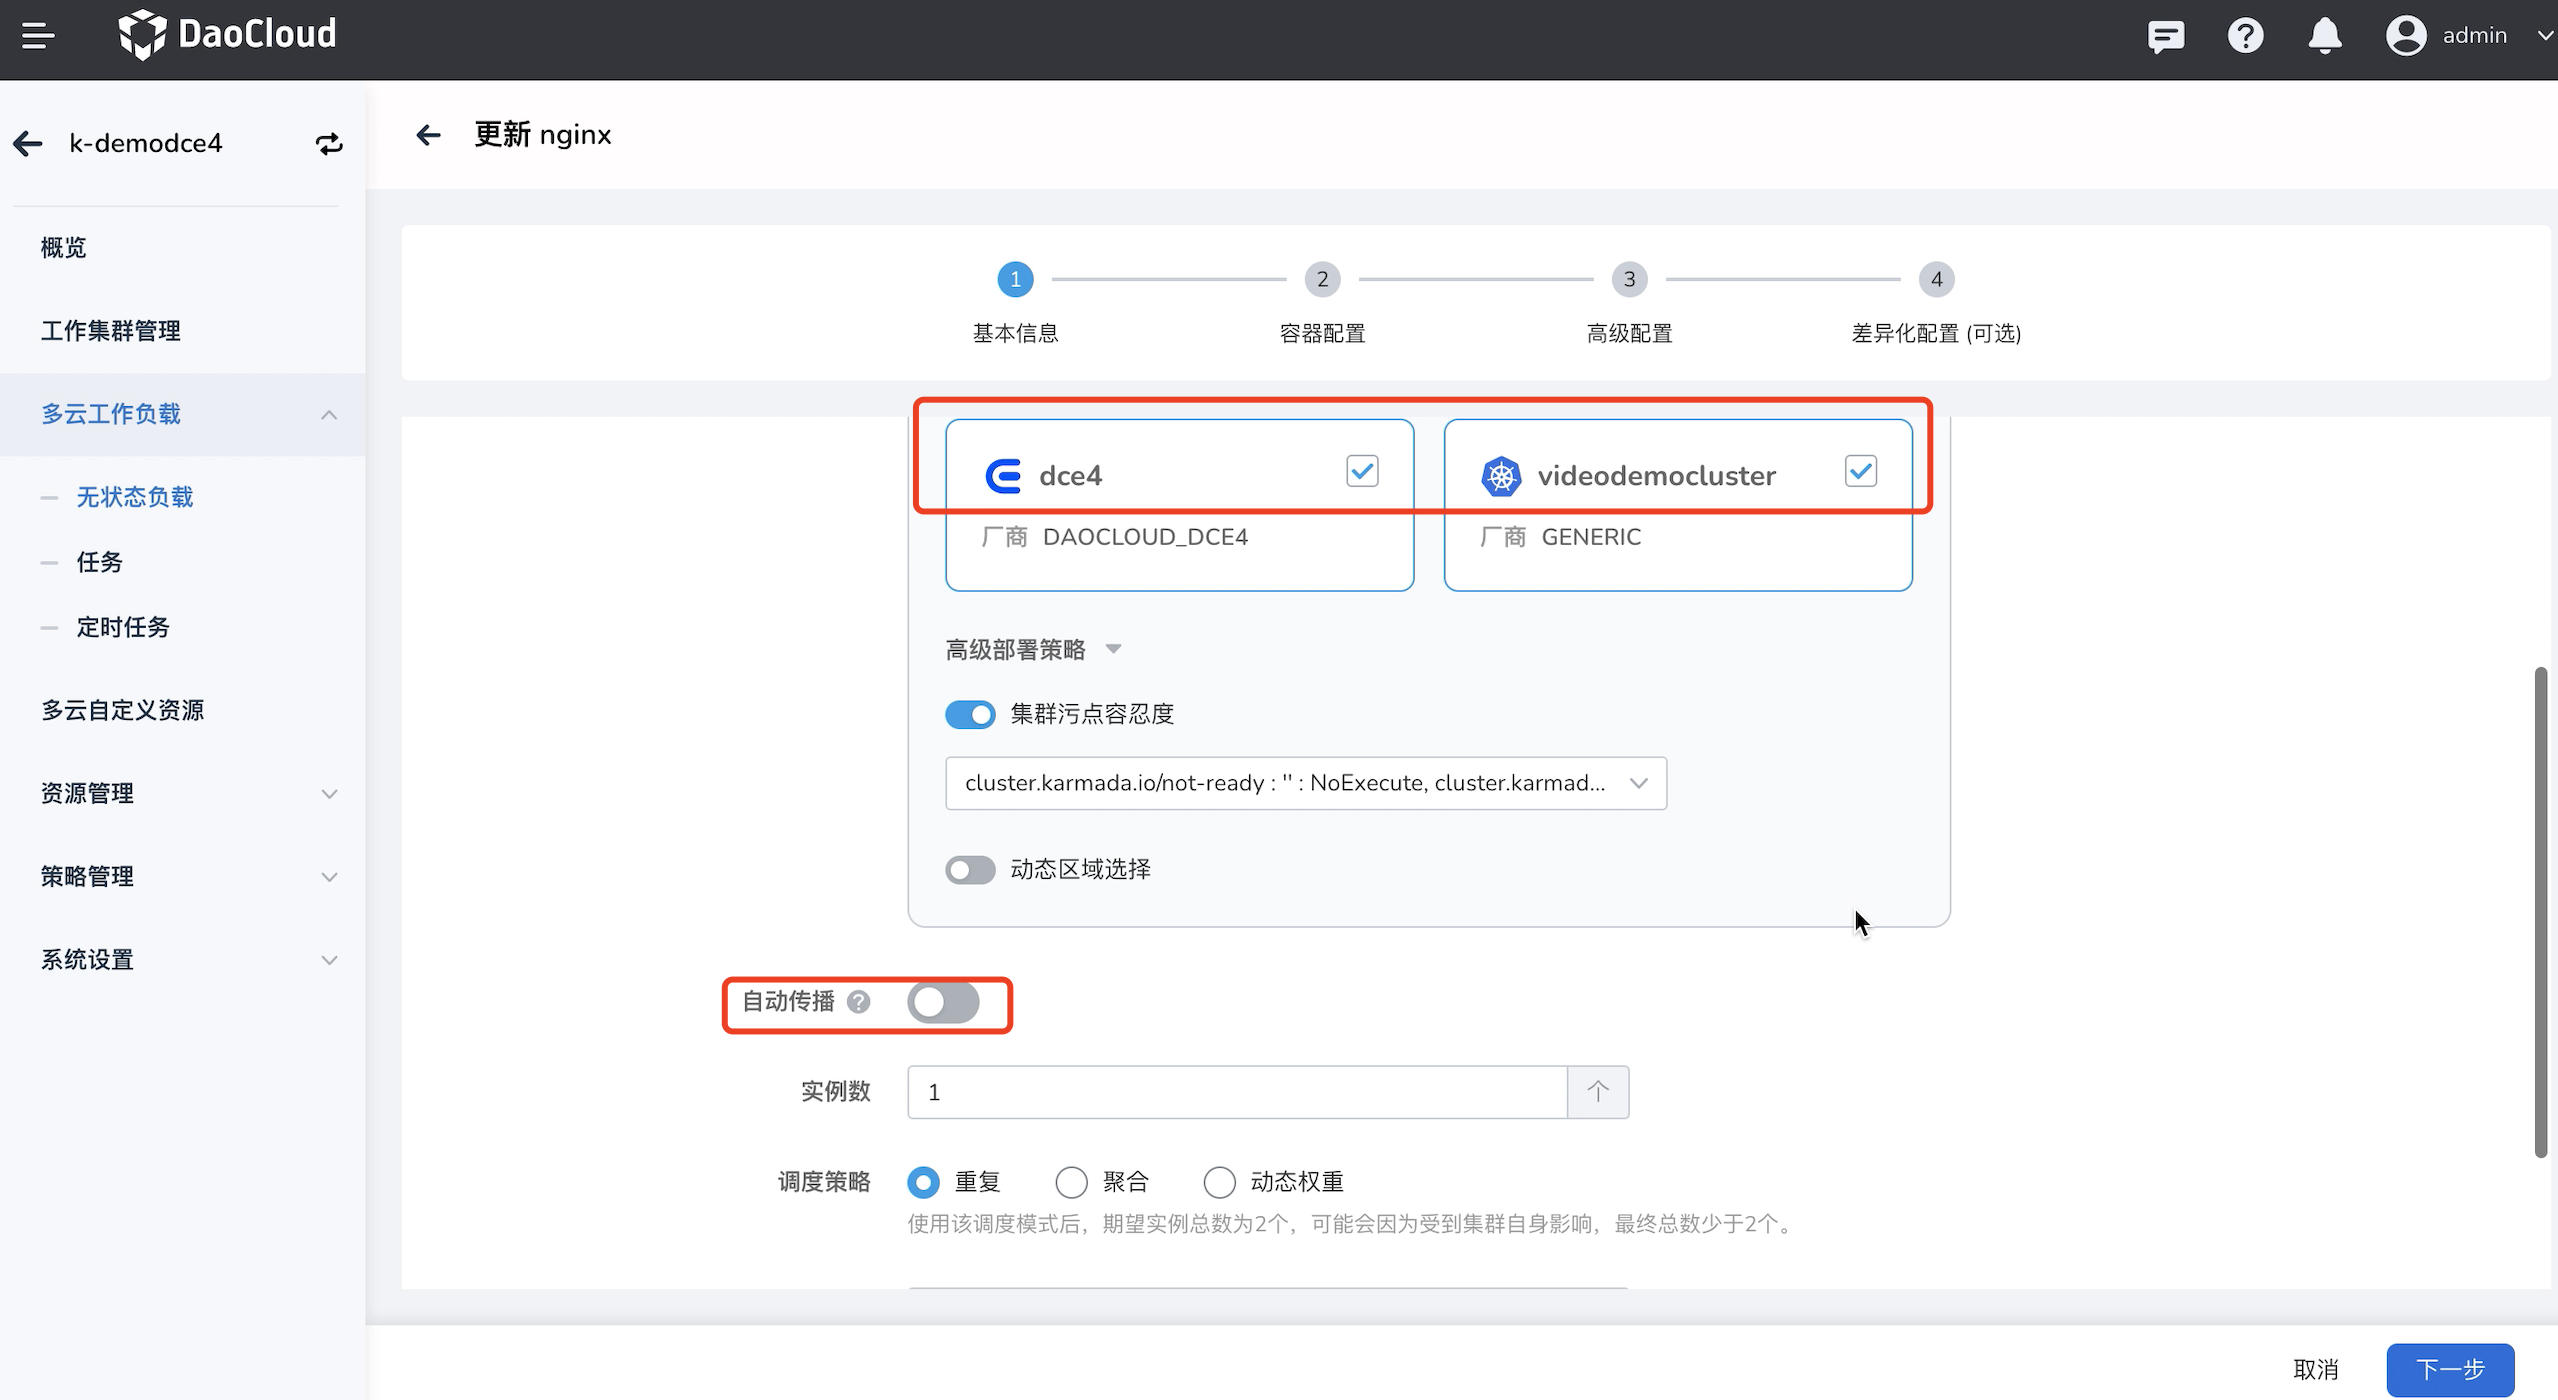 DaoCloud
admin
k-demodce4
概览
工作集群管理
多云工作负载
无状态负载
任务
定时任务
多云自定义资源
资源管理
策略管理
系统设置
更新 nginx
1
2
3
4
基本信息
容器配置
高级配置
差异化配置 (可选)
dce4
厂商 DAOCLOUD_DCE4
videodemocluster
厂商 GENERIC
高级部署策略
集群污点容忍度
cluster.karmada.io/not-ready : '' : NoExecute, cluster.karmad...
动态区域选择
自动传播 ?
实例数
1
个
调度策略
重复
聚合
动态权重
使用该调度模式后，期望实例总数为2个，可能会因为受到集群自身影响，最终总数少于2个。
取消
下一步